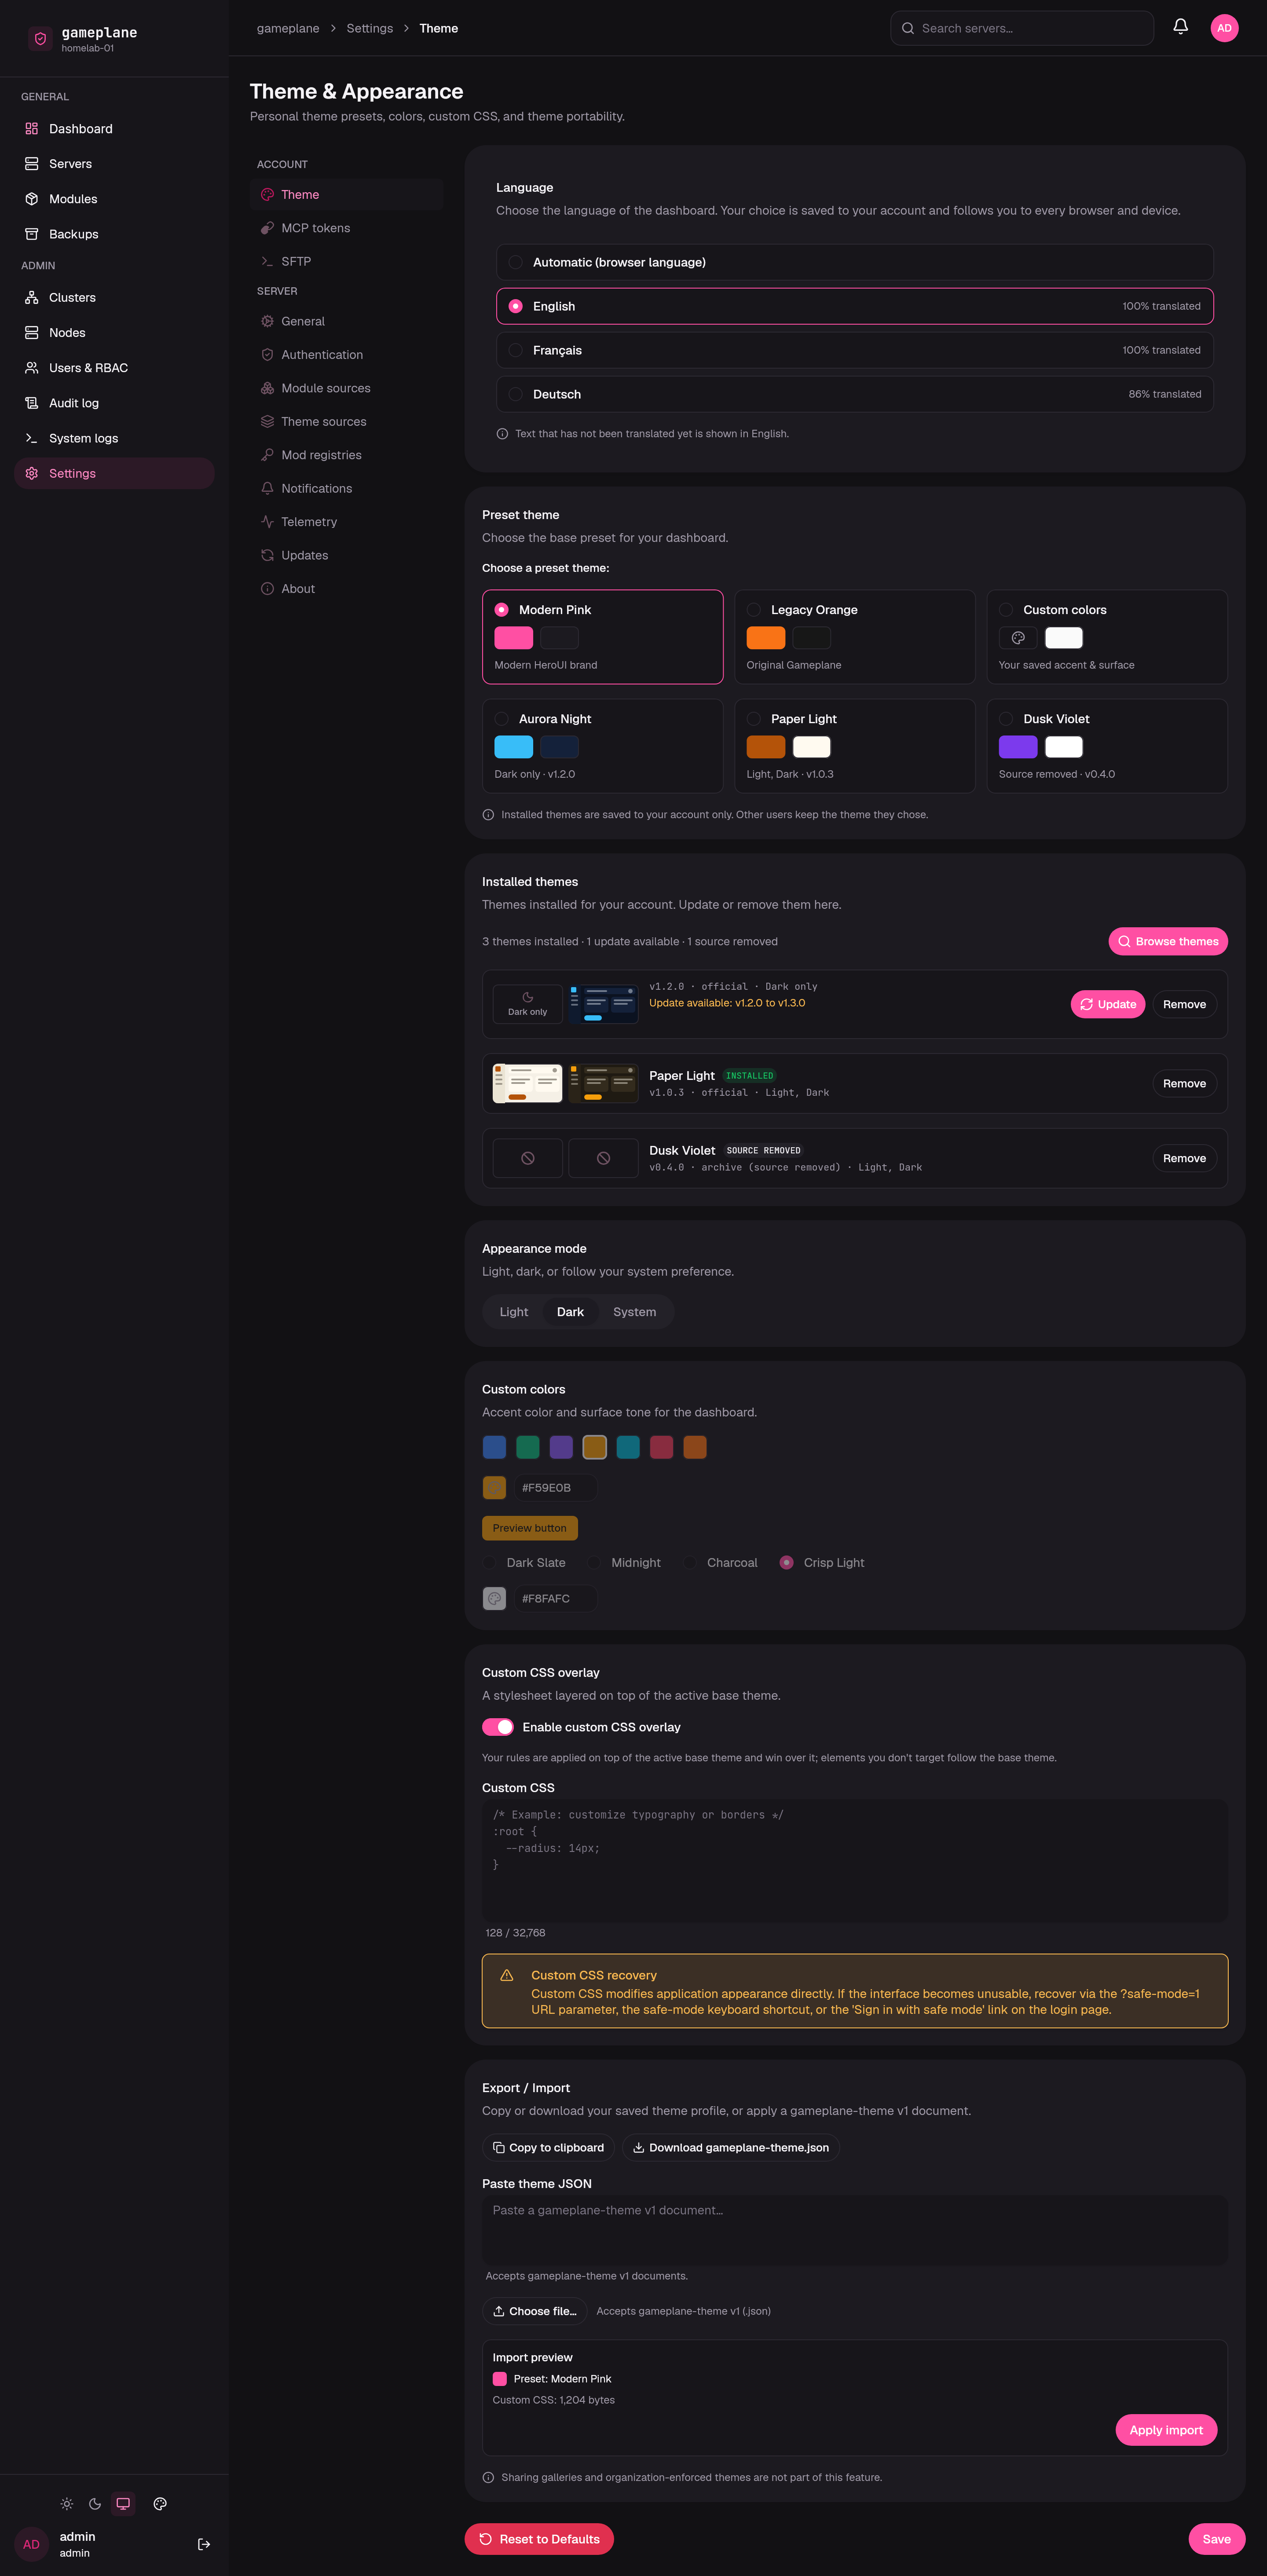 gameplane
homelab-01
GENERAL
Dashboard
Servers
Modules
Backups
ADMIN
Clusters
Nodes
Users & RBAC
Audit log
System logs
Settings
AD
admin
admin
gameplane
Settings
Theme
Search servers...
AD
Theme & Appearance
Personal theme presets, colors, custom CSS, and theme portability.
ACCOUNT
Theme
MCP tokens
SFTP
SERVER
General
Authentication
Module sources
Theme sources
Mod registries
Notifications
Telemetry
Updates
About
Language
Choose the language of the dashboard. Your choice is saved to your account and follows you to every browser and device.
Automatic (browser language)
English 100% translated
Français 100% translated
Deutsch 86% translated
Text that has not been translated yet is shown in English.
Preset theme
Choose the base preset for your dashboard.
Choose a preset theme:
Modern Pink
Modern HeroUI brand
Legacy Orange
Original Gameplane
Custom colors
Your saved accent & surface
Aurora Night
Dark only · v1.2.0
Paper Light
Light, Dark · v1.0.3
Dusk Violet
Source removed · v0.4.0
Installed themes are saved to your account only. Other users keep the theme they chose.
Installed themes
Themes installed for your account. Update or remove them here.
3 themes installed · 1 update available · 1 source removed
Browse themes
Dark only
v1.2.0 · official · Dark only
Update available: v1.2.0 to v1.3.0
Update
Remove
Paper Light INSTALLED
v1.0.3 · official · Light, Dark
Remove
Dusk Violet SOURCE REMOVED
v0.4.0 · archive (source removed) · Light, Dark
Remove
Appearance mode
Light, dark, or follow your system preference.
Light Dark System
Custom colors
Accent color and surface tone for the dashboard.
#F59E0B
Preview button
Dark Slate Midnight Charcoal Crisp Light
#F8FAFC
Custom CSS overlay
A stylesheet layered on top of the active base theme.
Enable custom CSS overlay
Your rules are applied on top of the active base theme and win over it; elements you don't target follow the base theme.
Custom CSS
/* Example: customize typography or borders */
:root {
--radius: 14px;
}
128 / 32,768
Custom CSS recovery
Custom CSS modifies application appearance directly. If the interface becomes unusable, recover via the ?safe-mode=1
URL parameter, the safe-mode keyboard shortcut, or the 'Sign in with safe mode' link on the login page.
Export / Import
Copy or download your saved theme profile, or apply a gameplane-theme v1 document.
Copy to clipboard
Download gameplane-theme.json
Paste theme JSON
Paste a gameplane-theme v1 document...
Accepts gameplane-theme v1 documents.
Choose file...
Accepts gameplane-theme v1 (.json)
Import preview
Preset: Modern Pink
Custom CSS: 1,204 bytes
Apply import
Sharing galleries and organization-enforced themes are not part of this feature.
Reset to Defaults
Save